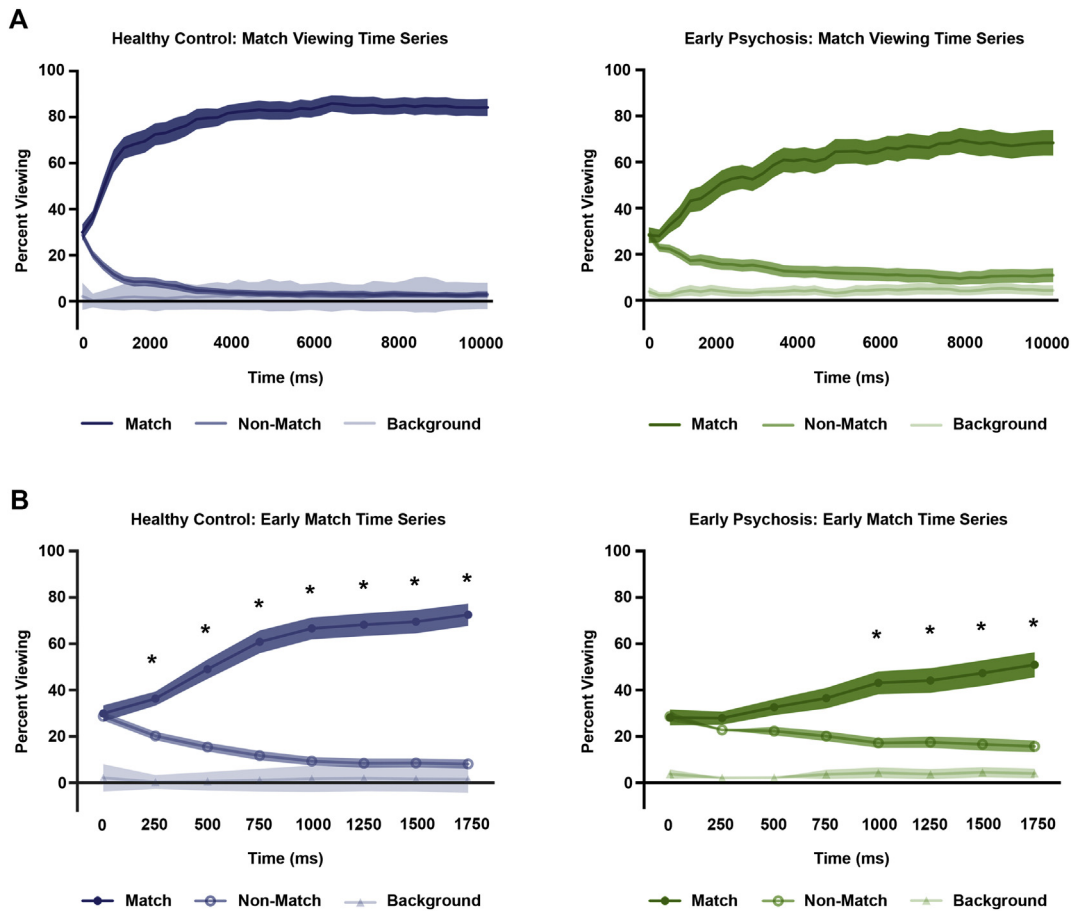 A
Healthy Control: Match Viewing Time Series
Percent Viewing
100
80
60
40
20
0
0 2000 4000 6000 8000 10000
Time (ms)
Match Non-Match Background
Early Psychosis: Match Viewing Time Series
Percent Viewing
100
80
60
40
20
0
0 2000 4000 6000 8000 10000
Time (ms)
Match Non-Match Background
B
Healthy Control: Early Match Time Series
Percent Viewing
100
80
60
40
20
0
* * * * * * *
0 250 500 750 1000 1250 1500 1750
Time (ms)
Match Non-Match Background
Early Psychosis: Early Match Time Series
Percent Viewing
100
80
60
40
20
0
* * * *
0 250 500 750 1000 1250 1500 1750
Time (ms)
Match Non-Match Background